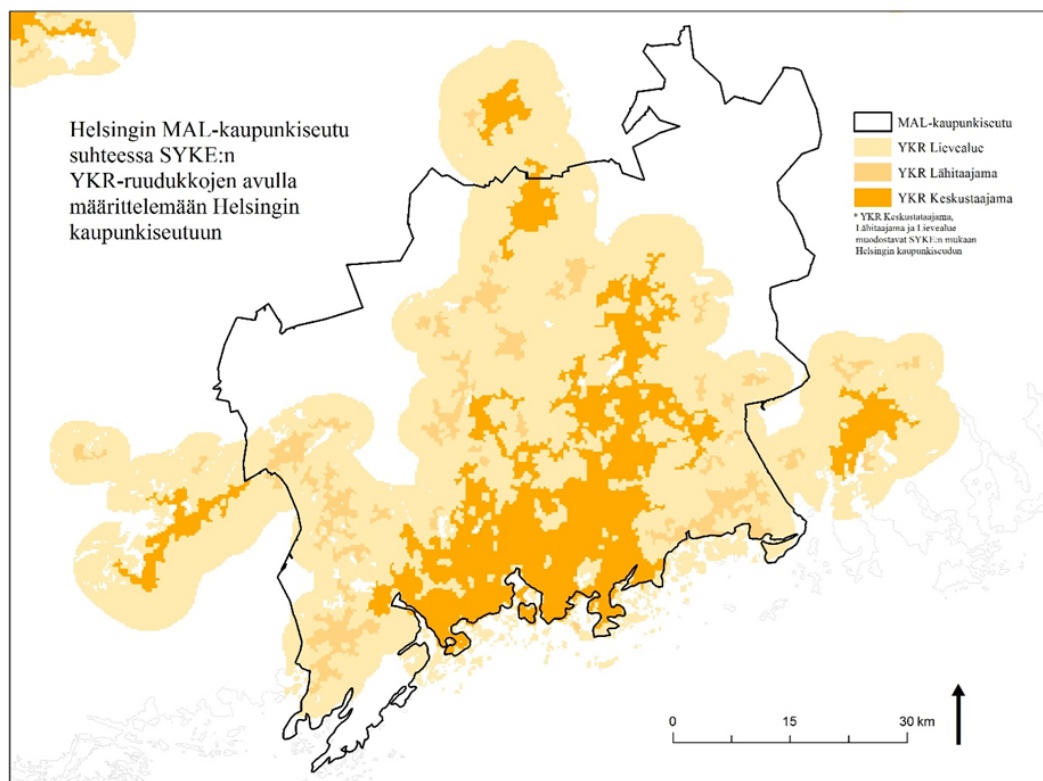 Helsingin MAL-kaupunkiseutu
suhteessa SYKE:n
YKR-ruudukkojen avulla
määrittelemään Helsingin
kaupunkiseutuun
MAL-kaupunkiseutu
YKR Lievealue
YKR Lähitaajama
YKR Keskustaajama
* YKR Keskustataajama,
Lähitaajama ja Lievealue
muodostavat SYKE:n mukaan
Helsingin kaupunkiseudun
0 15 30 km